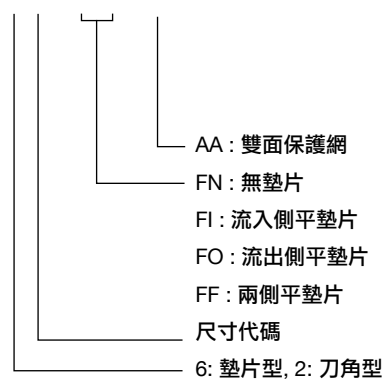 AA : 雙面保護網
FN : 無墊片
FI : 流入側平墊片
FO : 流出側平墊片
FF : 兩側平墊片
尺寸代碼
6: 墊片型, 2: 刀角型